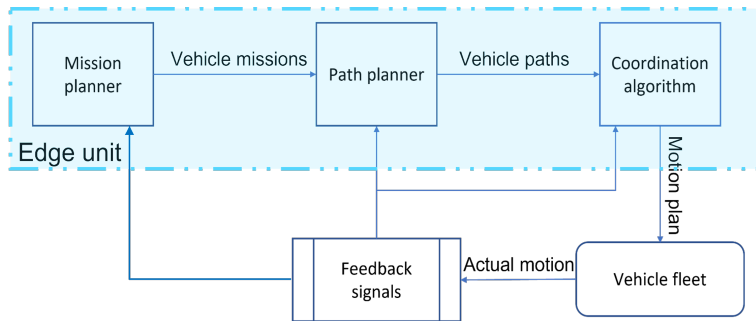 Mission
planner
Vehicle missions
Path planner
Vehicle paths
Coordination
algorithm
Edge unit
Motion plan
Feedback
signals
Actual motion
Vehicle fleet